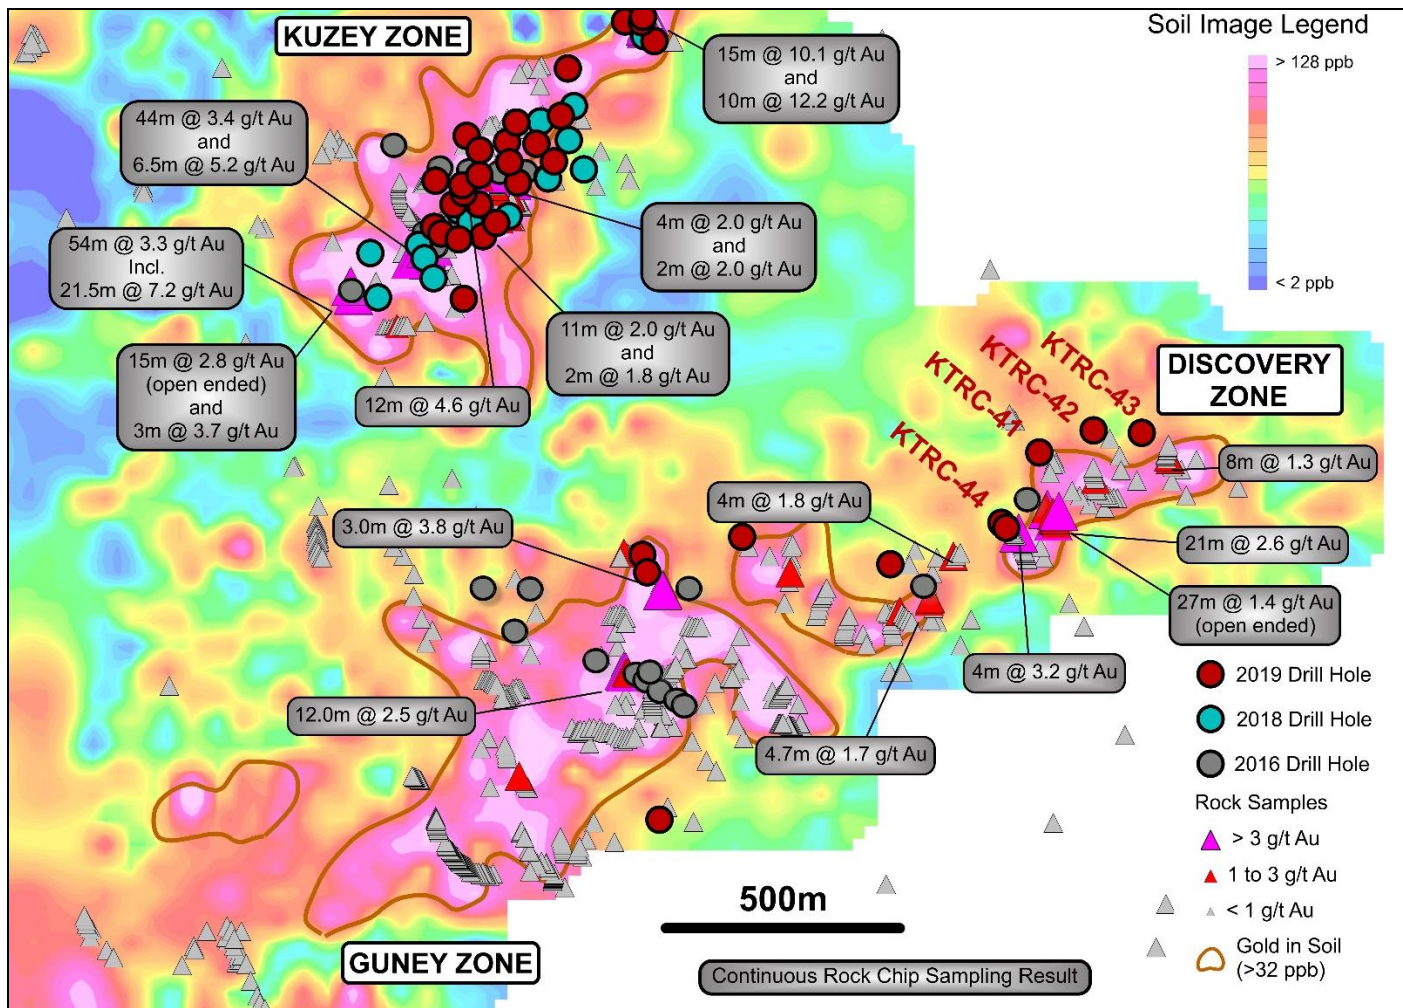 KUZEY ZONE
15m @ 10.1 g/t Au
and
10m @ 12.2 g/t Au
Soil Image Legend
> 128 ppb
< 2 ppb
44m @ 3.4 g/t Au
and
6.5m @ 5.2 g/t Au
54m @ 3.3 g/t Au
Incl.
21.5m @ 7.2 g/t Au
4m @ 2.0 g/t Au
and
2m @ 2.0 g/t Au
15m @ 2.8 g/t Au
(open ended)
and
3m @ 3.7 g/t Au
11m @ 2.0 g/t Au
and
2m @ 1.8 g/t Au
12m @ 4.6 g/t Au
KTRC-44
KTRC-41
KTRC-42
KTRC-43
DISCOVERY
ZONE
8m @ 1.3 g/t Au
4m @ 1.8 g/t Au
3.0m @ 3.8 g/t Au
21m @ 2.6 g/t Au
27m @ 1.4 g/t Au
(open ended)
4m @ 3.2 g/t Au
12.0m @ 2.5 g/t Au
4.7m @ 1.7 g/t Au
2019 Drill Hole
2018 Drill Hole
2016 Drill Hole
Rock Samples
> 3 g/t Au
1 to 3 g/t Au
< 1 g/t Au
Gold in Soil
(>32 ppb)
500m
GUNEY ZONE
Continuous Rock Chip Sampling Result